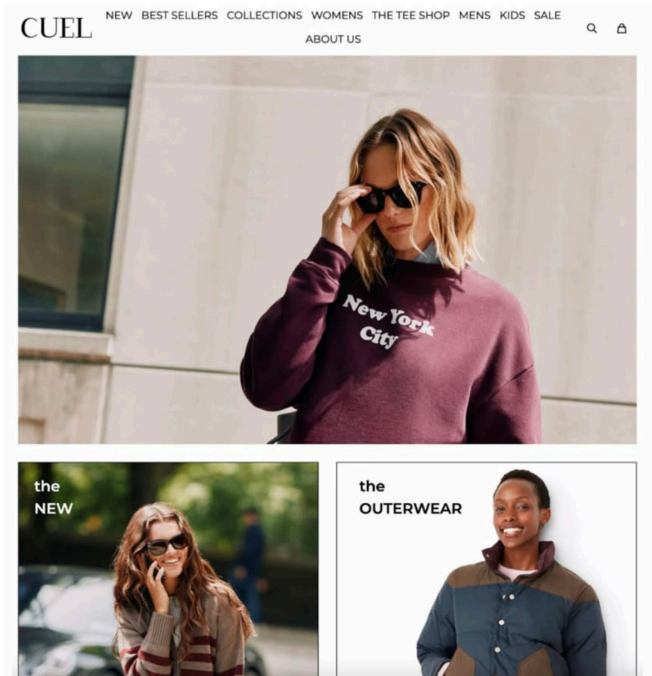 CUEL
NEW BEST SELLERS COLLECTIONS WOMENS THE TEE SHOP MENS KIDS SALE
ABOUT US
New York
City
the
NEW
the
OUTERWEAR